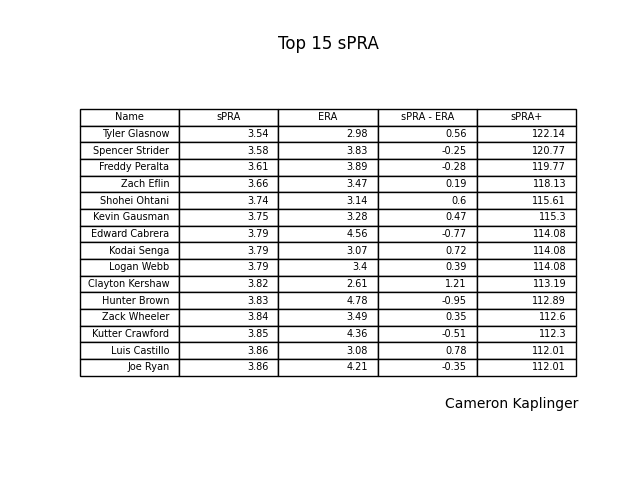 Top 15 sPRA
Name sPRA ERA sPRA - ERA sPRA+
Tyler Glasnow 3.54 2.98 0.56 122.14
Spencer Strider 3.58 3.83 -0.25 120.77
Freddy Peralta 3.61 3.89 -0.28 119.77
Zach Eflin 3.66 3.47 0.19 118.13
Shohei Ohtani 3.74 3.14 0.6 115.61
Kevin Gausman 3.75 3.28 0.47 115.3
Edward Cabrera 3.79 4.56 -0.77 114.08
Kodai Senga 3.79 3.07 0.72 114.08
Logan Webb 3.79 3.4 0.39 114.08
Clayton Kershaw 3.82 2.61 1.21 113.19
Hunter Brown 3.83 4.78 -0.95 112.89
Zack Wheeler 3.84 3.49 0.35 112.6
Kutter Crawford 3.85 4.36 -0.51 112.3
Luis Castillo 3.86 3.08 0.78 112.01
Joe Ryan 3.86 4.21 -0.35 112.01
Cameron Kaplinger